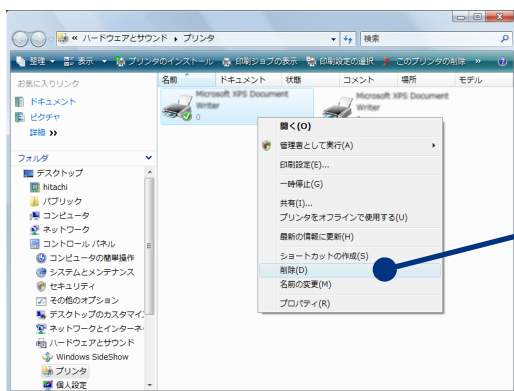 « ハードウェアとサウンド ▸ プリンタ
検索
整理 表示 プリンタのインストール 印刷ジョブの表示 印刷設定の選択 このプリンタの削除 »
お気に入りリンク
ドキュメント
ピクチャ
詳細 »
フォルダ
デスクトップ
hitachi
パブリック
コンピュータ
ネットワーク
コントロール パネル
コンピュータの簡単操作
システムとメンテナンス
セキュリティ
その他のオプション
デスクトップのカスタマイ
ネットワークとインターネ
ハードウェアとサウンド
Windows SideShow
プリンタ
個人設定
名前 ドキュメント 状態 コメント 場所 モデル
Microsoft XPS Document
Writer
0
Microsoft XPS Document
Writer
開く(O)
管理者として実行(A)
印刷設定(E)...
一時停止(G)
共有(I)...
プリンタをオフラインで使用する(U)
最新の情報に更新(H)
ショートカットの作成(S)
削除(D)
名前の変更(M)
プロパティ(R)